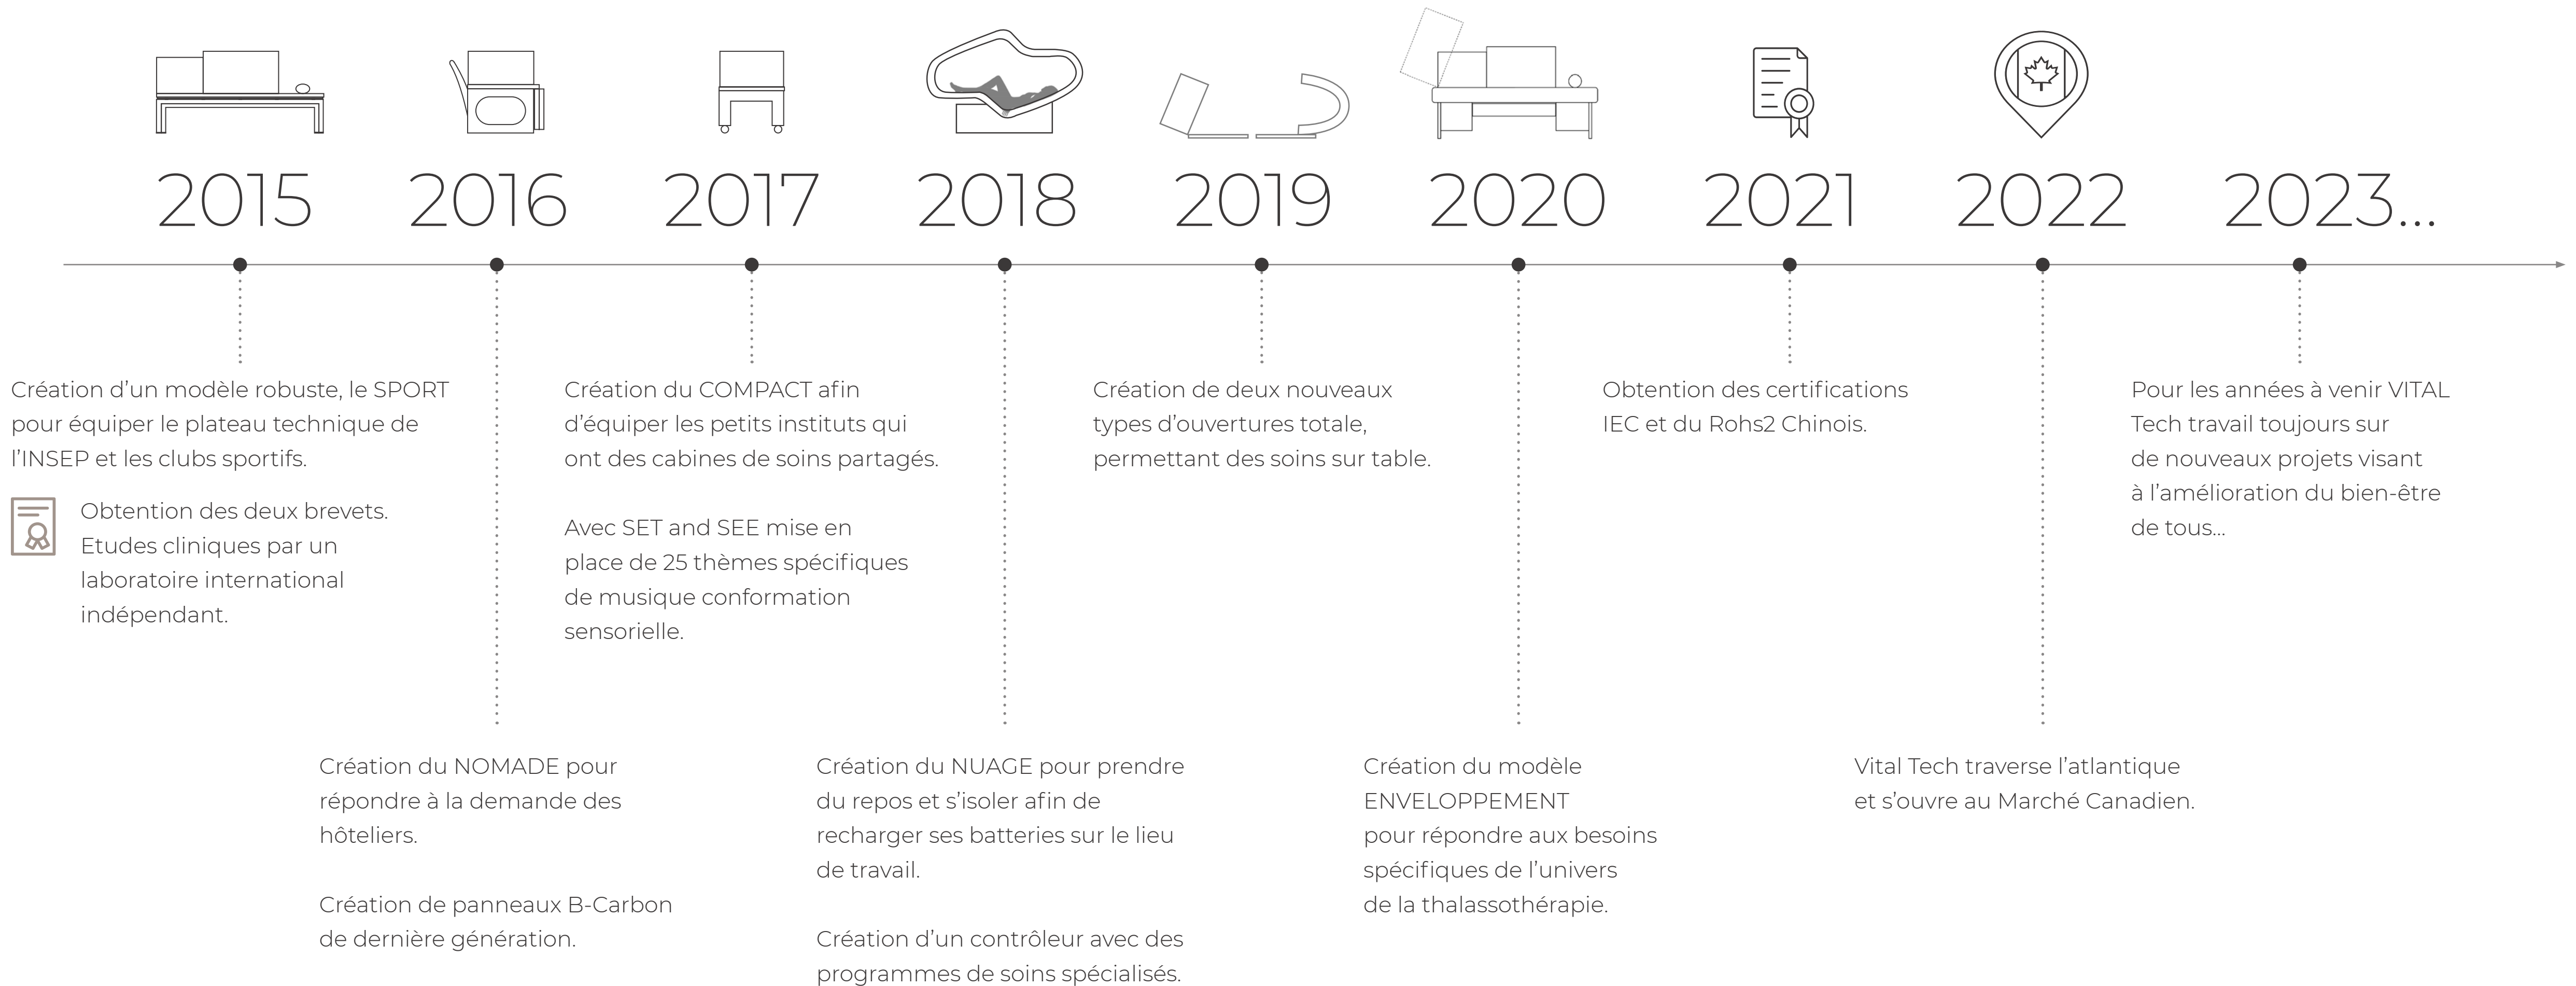 2015
2016
2017
2018
2019
2020
2021
2022
2023...
Création d’un modèle robuste, le SPORT
pour équiper le plateau technique de
l’INSEP et les clubs sportifs.
Obtention des deux brevets.
Etudes cliniques par un
laboratoire international
indépendant.
Création du NOMADE pour
répondre à la demande des
hôteliers.
Création de panneaux B-Carbon
de dernière génération.
Création du COMPACT afin
d’équiper les petits instituts qui
ont des cabines de soins partagés.
Avec SET and SEE mise en
place de 25 thèmes spécifiques
de musique conformation
sensorielle.
Création du NUAGE pour prendre
du repos et s’isoler afin de
recharger ses batteries sur le lieu
de travail.
Création d’un contrôleur avec des
programmes de soins spécialisés.
Création de deux nouveaux
types d’ouvertures totale,
permettant des soins sur table.
Création du modèle
ENVELOPPEMENT
pour répondre aux besoins
spécifiques de l’univers
de la thalassothérapie.
Obtention des certifications
IEC et du Rohs2 Chinois.
Vital Tech traverse l’atlantique
et s’ouvre au Marché Canadien.
Pour les années à venir VITAL
Tech travail toujours sur
de nouveaux projets visant
à l’amélioration du bien-être
de tous...